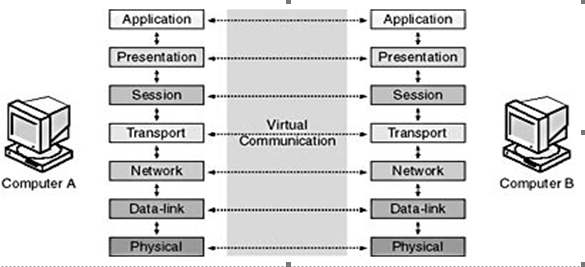 Application Application
Presentation Presentation
Session Session
Virtual
Communication
Transport Transport
Network Network
Computer A Computer B
Data-link Data-link
Physical Physical